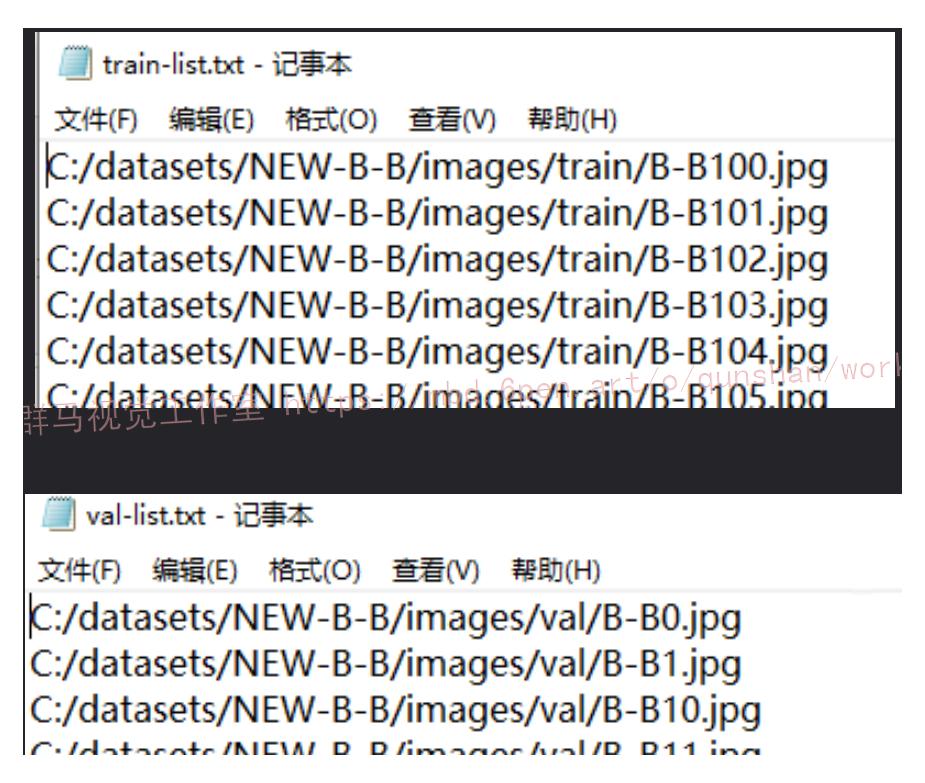 train-list.txt - 记事本
文件(F) 编辑(E) 格式(O) 查看(V) 帮助(H)
C:/datasets/NEW-B-B/images/train/B-B100.jpg
C:/datasets/NEW-B-B/images/train/B-B101.jpg
C:/datasets/NEW-B-B/images/train/B-B102.jpg
C:/datasets/NEW-B-B/images/train/B-B103.jpg
C:/datasets/NEW-B-B/images/train/B-B104.jpg
C:/datasets/NEW-B-B/images/train/B-B105.jpg
群马视觉工作室 https://mbd.6pen.art/o/qunshan/work
val-list.txt - 记事本
文件(F) 编辑(E) 格式(O) 查看(V) 帮助(H)
C:/datasets/NEW-B-B/images/val/B-B0.jpg
C:/datasets/NEW-B-B/images/val/B-B1.jpg
C:/datasets/NEW-B-B/images/val/B-B10.jpg
C:/datasets/NEW-B-B/images/val/B-B11.jpg